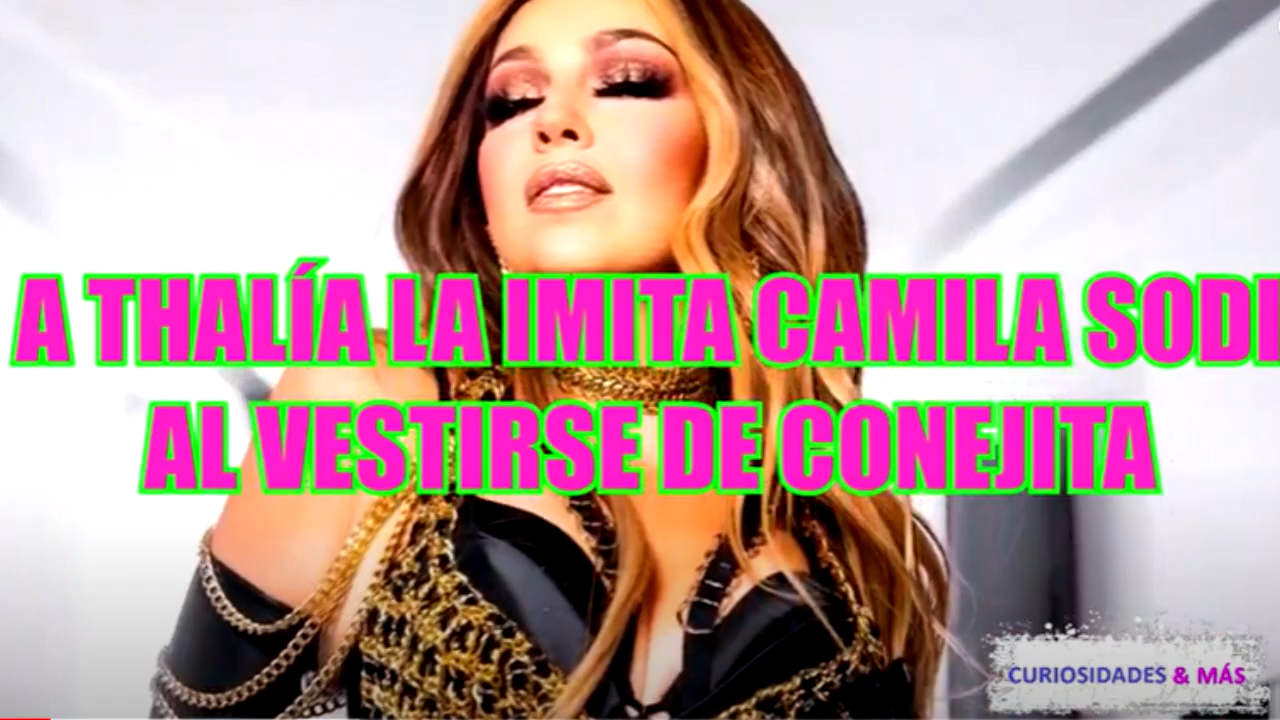 A THALÍA LA IMITA CAMILA SODI
AL VESTIRSE DE CONEJITA
CURIOSIDADES & MÁS